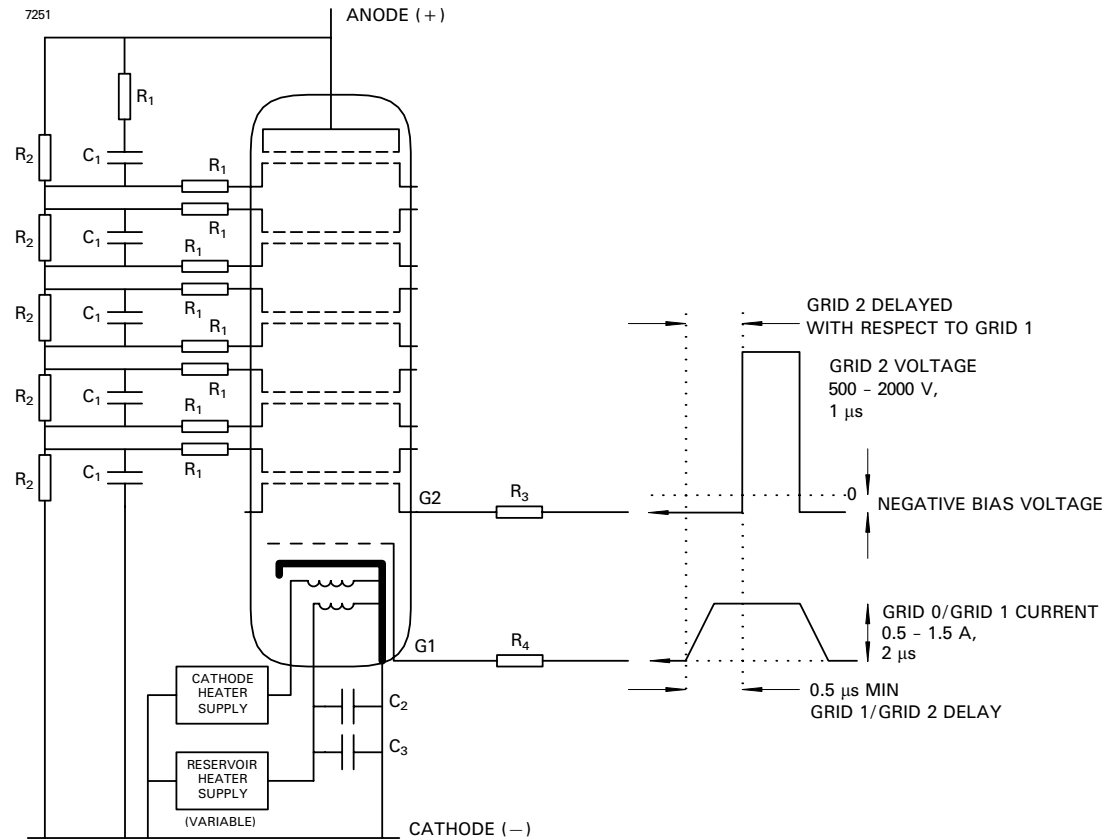 7251
ANODE (+)
R1
R2
C1
R1
R1
R2
C1
R1
R1
R2
C1
R1
R1
R2
C1
R1
R1
R2
C1
G2
R3
GRID 2 DELAYED
WITH RESPECT TO GRID 1
GRID 2 VOLTAGE
500 – 2000 V,
1 µs
0
NEGATIVE BIAS VOLTAGE
G1
R4
GRID 0/GRID 1 CURRENT
0.5 – 1.5 A,
2 µs
0.5 µs MIN
GRID 1/GRID 2 DELAY
CATHODE
HEATER
SUPPLY
C2
C3
RESERVOIR
HEATER
SUPPLY
(VARIABLE)
CATHODE (–)